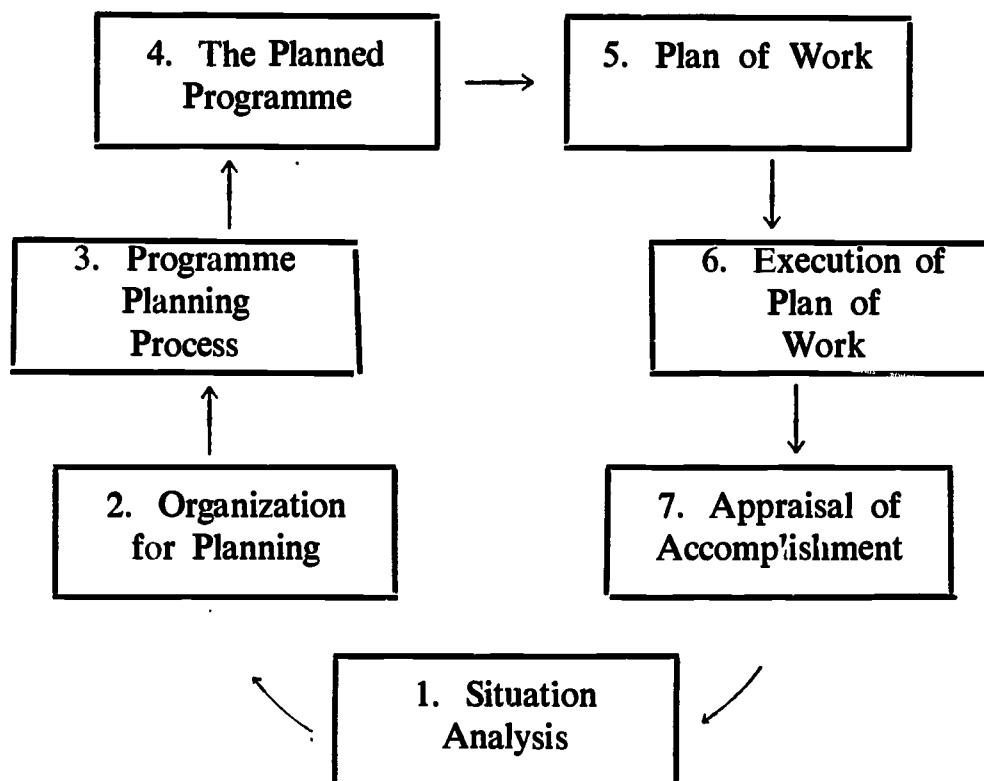 4. The Planned
Programme
5. Plan of Work
3. Programme
Planning
Process
6. Execution of
Plan of
Work
2. Organization
for Planning
7. Appraisal of
Accomplishment
1. Situation
Analysis